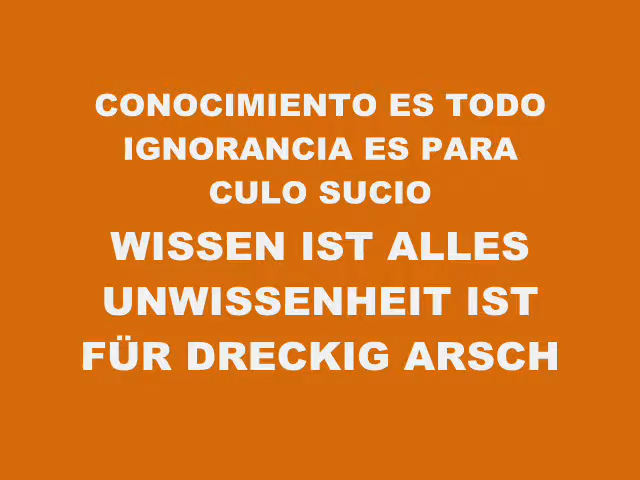 CONOCIMIENTO ES TODO
IGNORANCIA ES PARA
CULO SUCIO
WISSEN IST ALLES
UNWISSENHEIT IST
FÜR DRECKIG ARSCH